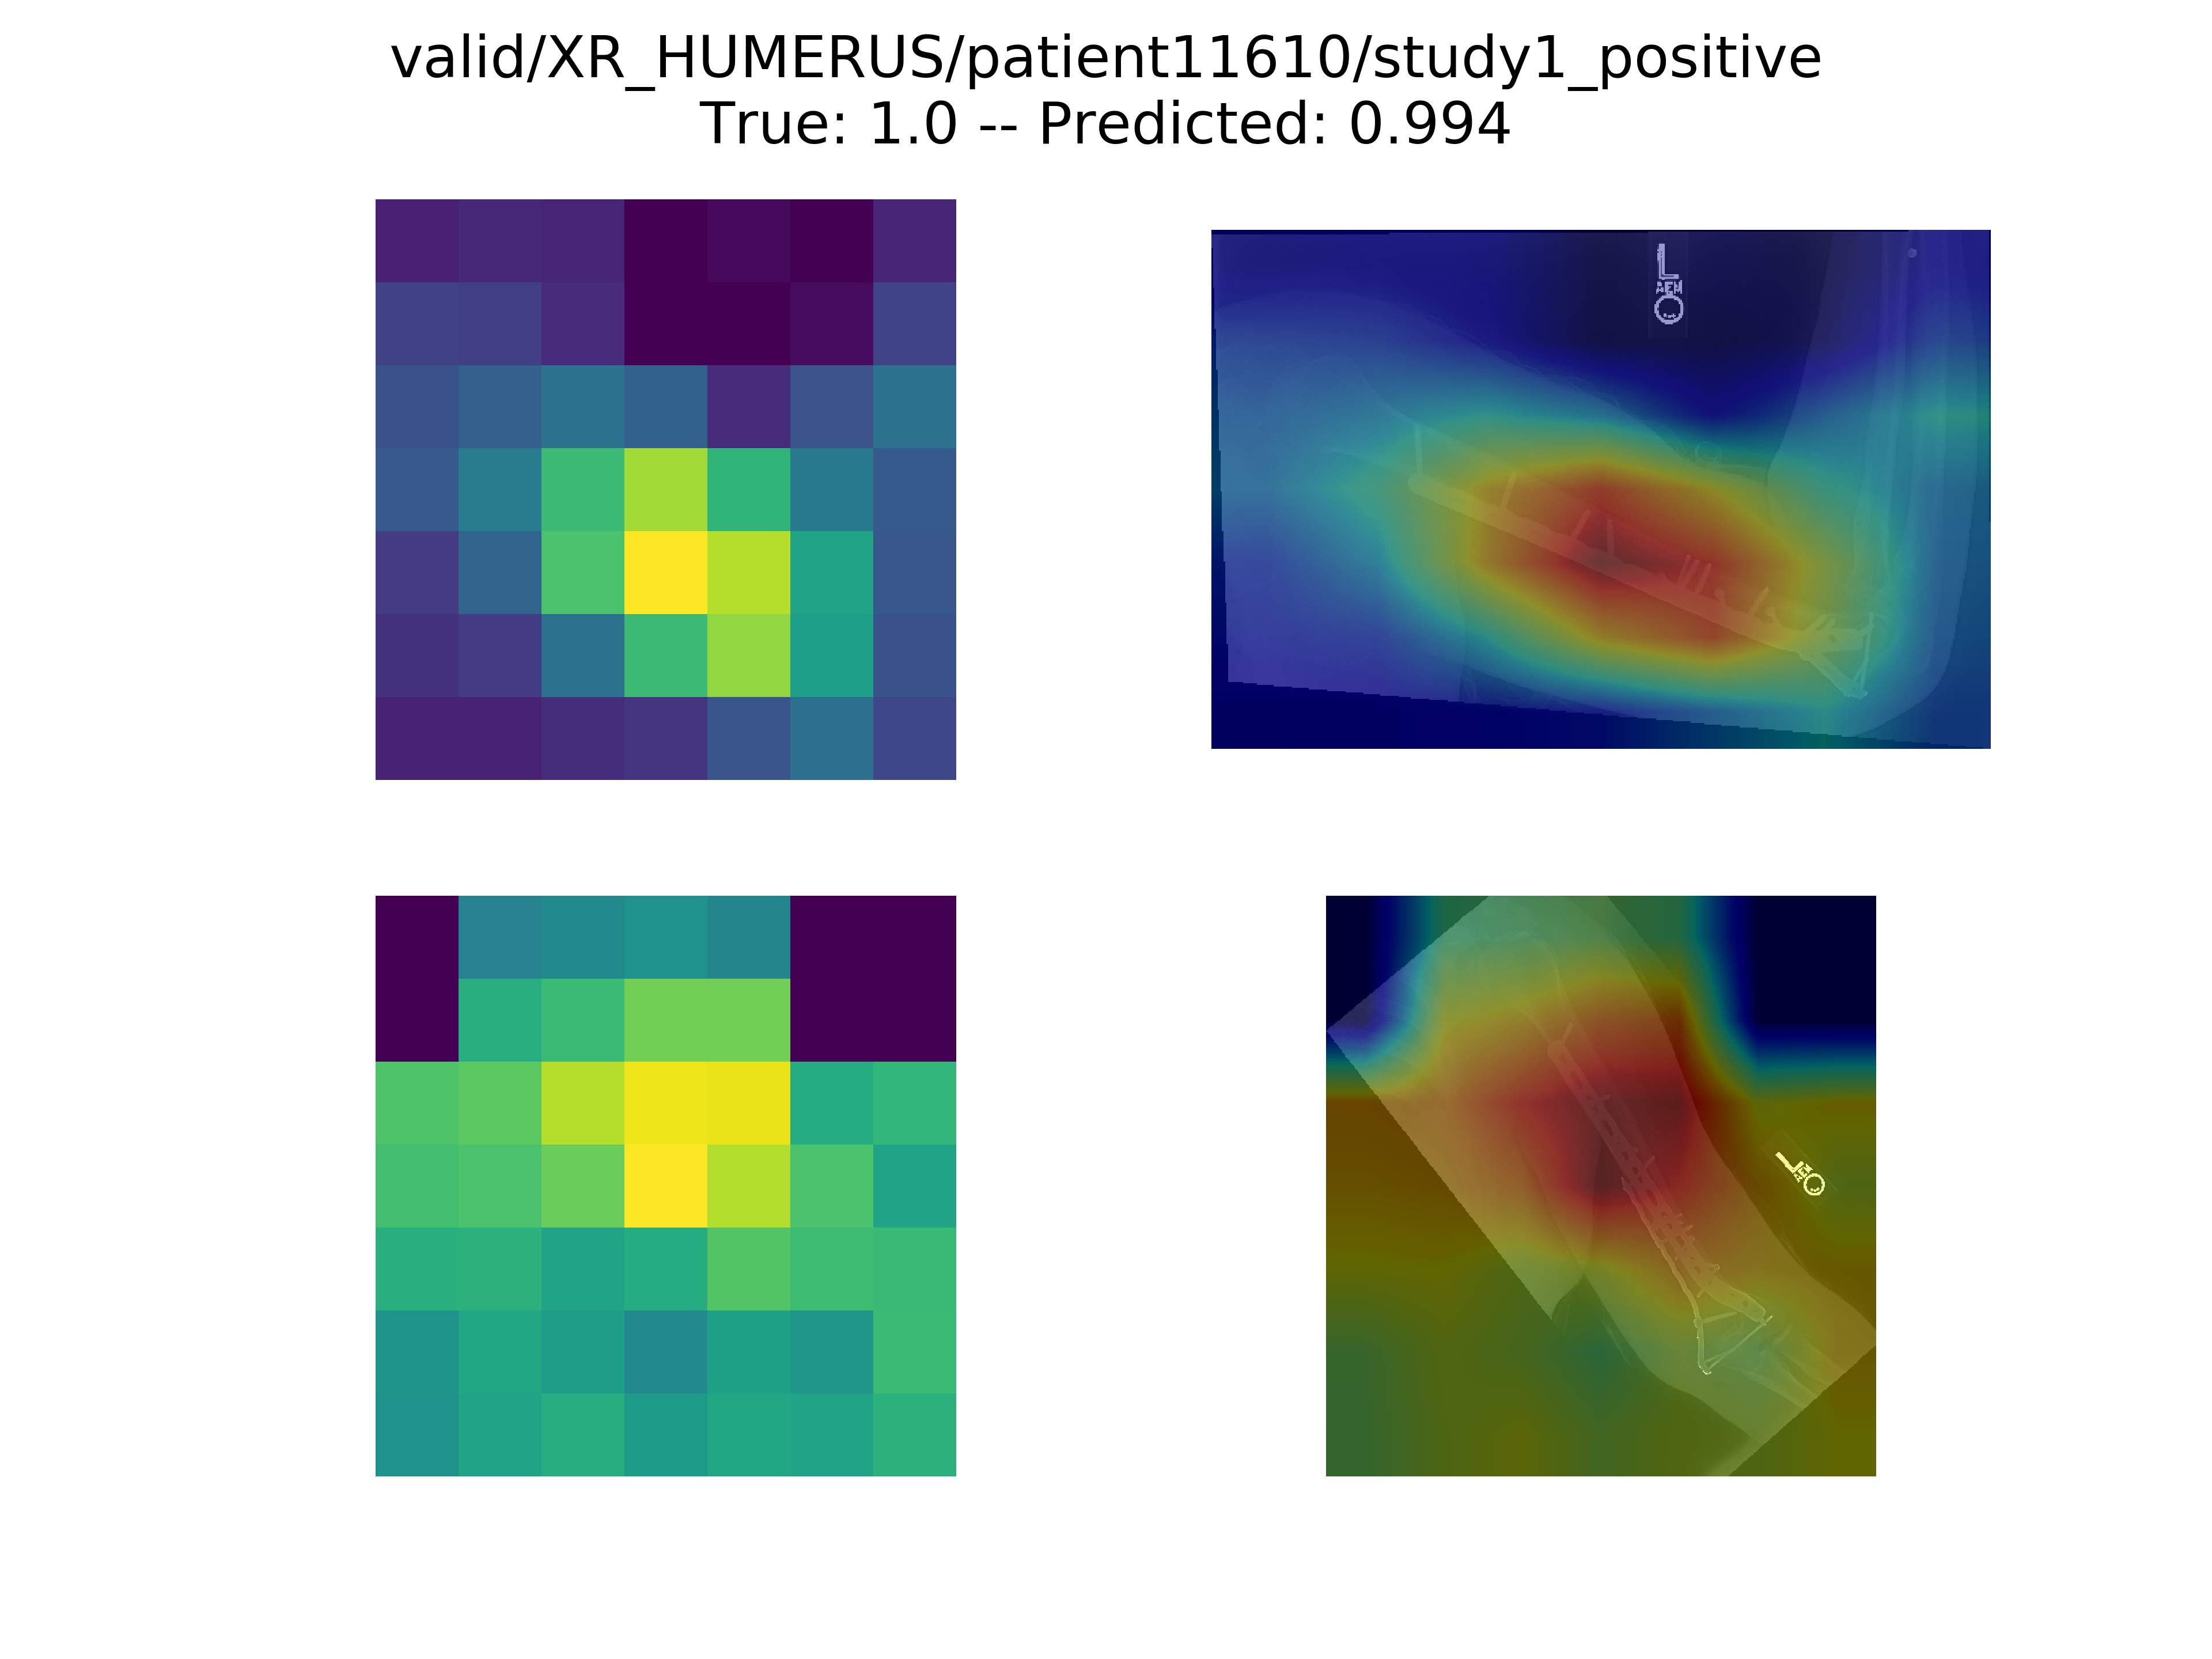 valid/XR_HUMERUS/patient11610/study1_positive
True: 1.0 -- Predicted: 0.994
L